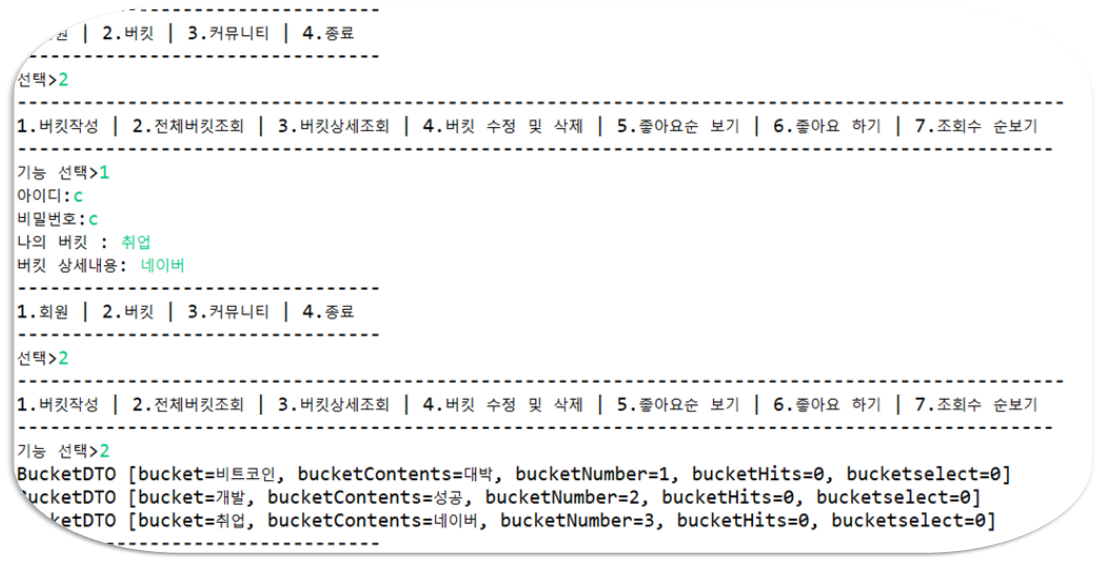 ---------------------------------
원 | 2.버킷 | 3.커뮤니티 | 4.종료
---------------------------------
선택>2
-----------------------------------------------------------------------------------------------
1.버킷작성 | 2.전체버킷조회 | 3.버킷상세조회 | 4.버킷 수정 및 삭제 | 5.좋아요순 보기 | 6.좋아요 하기 | 7.조회수 순보기
----------------------------------------------------------------------------------------------
기능 선택>1
아이디:c
비밀번호:c
나의 버킷 : 취업
버킷 상세내용: 네이버
---------------------------------
1.회원 | 2.버킷 | 3.커뮤니티 | 4.종료
---------------------------------
선택>2
-----------------------------------------------------------------------------------------------
1.버킷작성 | 2.전체버킷조회 | 3.버킷상세조회 | 4.버킷 수정 및 삭제 | 5.좋아요순 보기 | 6.좋아요 하기 | 7.조회수 순보기
----------------------------------------------------------------------------------------------
기능 선택>2
BucketDTO [bucket=비트코인, bucketContents=대박, bucketNumber=1, bucketHits=0, bucketselect=0]
BucketDTO [bucket=개발, bucketContents=성공, bucketNumber=2, bucketHits=0, bucketselect=0]
ketDTO [bucket=취업, bucketContents=네이버, bucketNumber=3, bucketHits=0, bucketselect=0]
---------------------------------